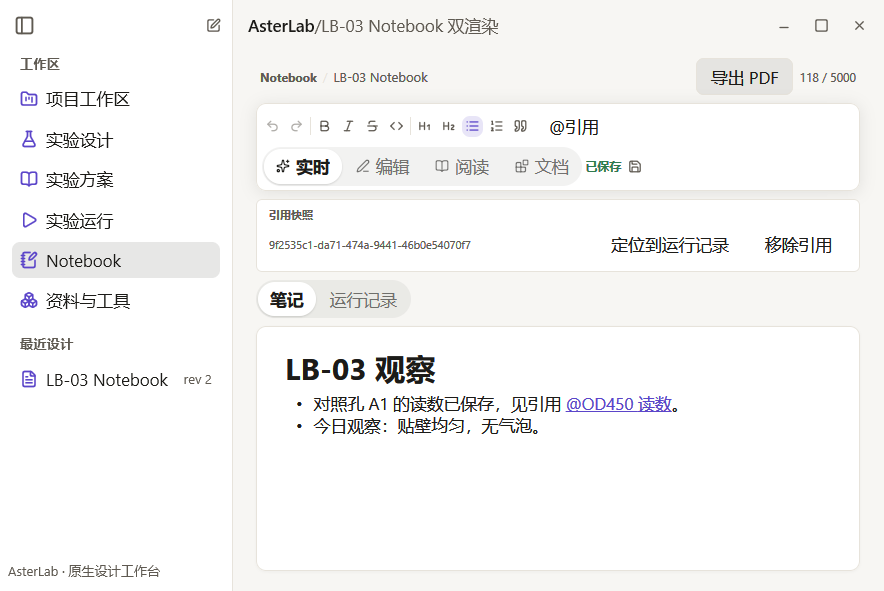 AsterLab/LB-03 Notebook 双渲染
工作区
项目工作区
实验设计
实验方案
实验运行
Notebook
资料与工具
最近设计
LB-03 Notebook rev 2
AsterLab · 原生设计工作台
Notebook / LB-03 Notebook
导出 PDF 118 / 5000
B I S <> H1 H2 @引用
实时 编辑 阅读 文档 已保存
引用快照
9f2535c1-da71-474a-9441-46b0e54070f7
定位到运行记录 移除引用
笔记 运行记录
LB-03 观察
• 对照孔 A1 的读数已保存，见引用 @OD450 读数。
• 今日观察：贴壁均匀，无气泡。